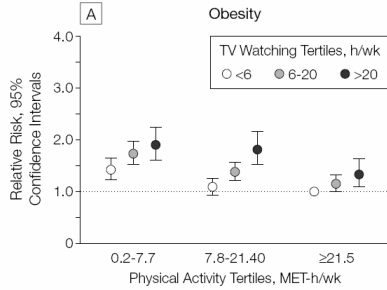 A
Obesity
TV Watching Tertiles, h/wk
<6 6-20 >20
Relative Risk, 95%
Confidence Intervals
4.0
3.0
2.0
1.0
0
0.2-7.7 7.8-21.40 ≥21.5
Physical Activity Tertiles, MET-h/wk